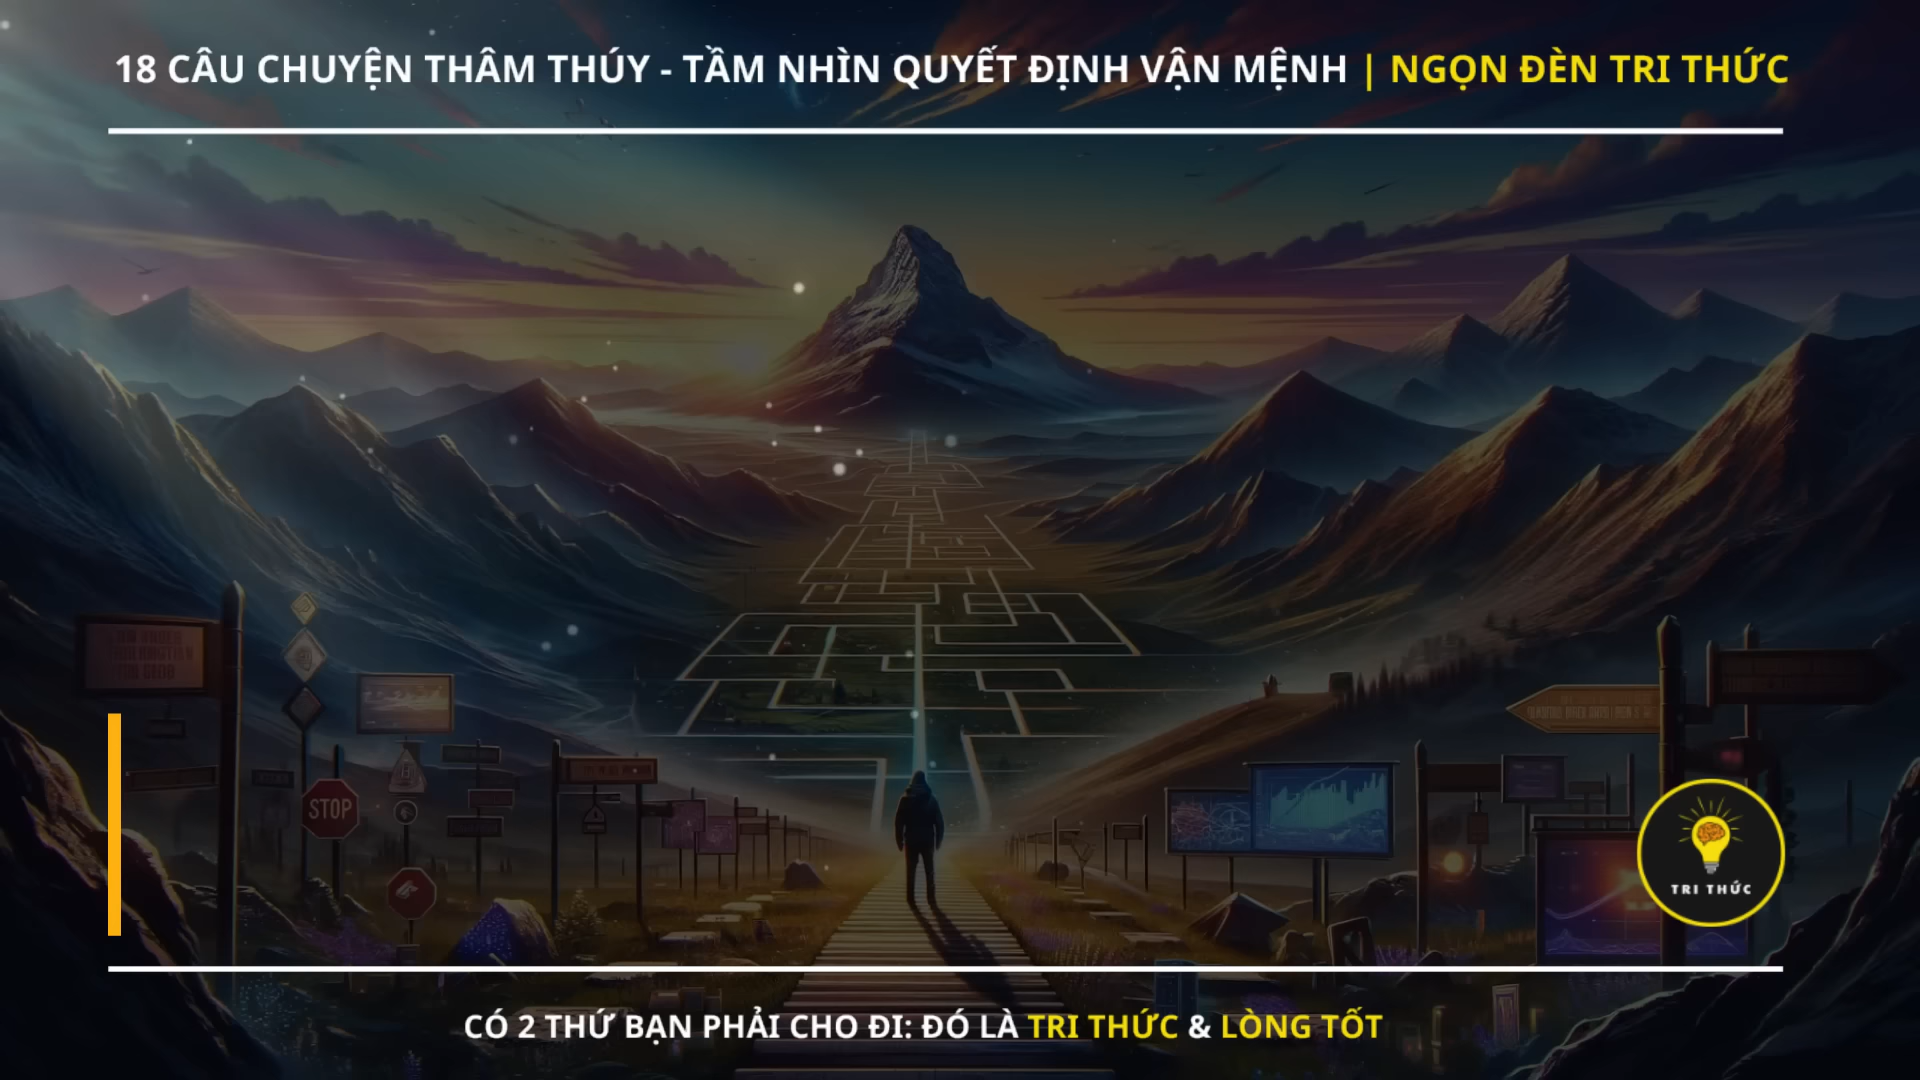 18 CÂU CHUYỆN THÂM THÚY - TẦM NHÌN QUYẾT ĐỊNH VẬN MỆNH | NGỌN ĐÈN TRI THỨC
STOP
TRI THỨC
CÓ 2 THỨ BẠN PHẢI CHO ĐI: ĐÓ LÀ TRI THỨC & LÒNG TỐT